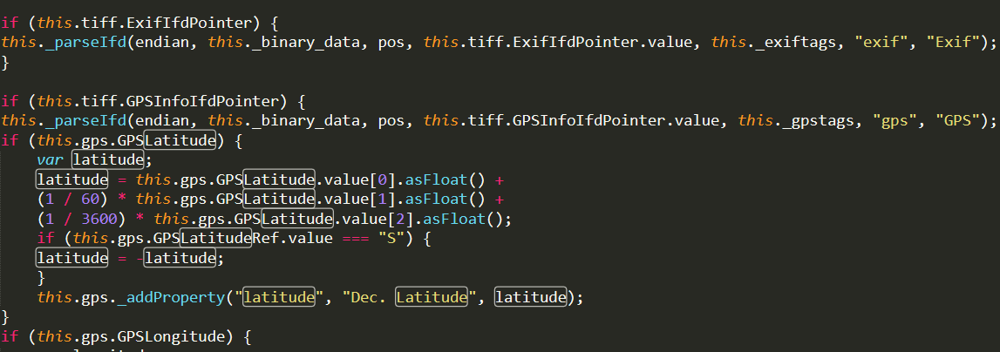 if (this.tiff.ExifIfdPointer) {
this._parseIfd(endian, this._binary_data, pos, this.tiff.ExifIfdPointer.value, this._exiftags, "exif", "Exif");
}
if (this.tiff.GPSInfoIfdPointer) {
this._parseIfd(endian, this._binary_data, pos, this.tiff.GPSInfoIfdPointer.value, this._gpstags, "gps", "GPS");
if (this.gps.GPSLatitude) {
var latitude;
latitude = this.gps.GPSLatitude.value[0].asFloat() +
(1 / 60) * this.gps.GPSLatitude.value[1].asFloat() +
(1 / 3600) * this.gps.GPSLatitude.value[2].asFloat();
if (this.gps.GPSLatitudeRef.value === "S") {
latitude = -latitude;
}
this.gps._addProperty("latitude", "Dec. Latitude", latitude);
}
if (this.gps.GPSLongitude) {